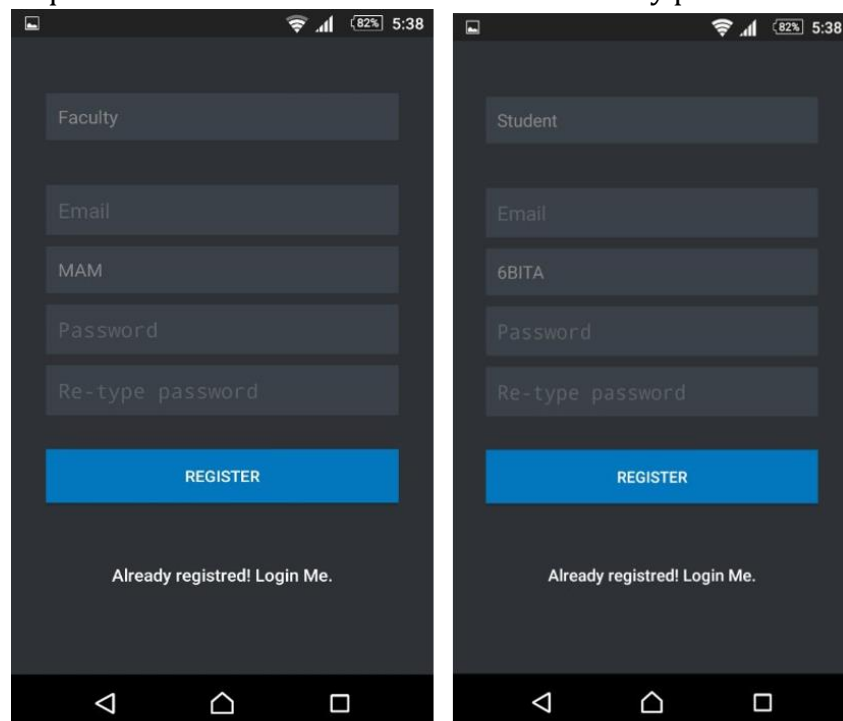 82% 5:38
Faculty
Email
MAM
Password
Re-type password
REGISTER
Already registred! Login Me.
82% 5:38
Student
Email
6BITA
Password
Re-type password
REGISTER
Already registred! Login Me.